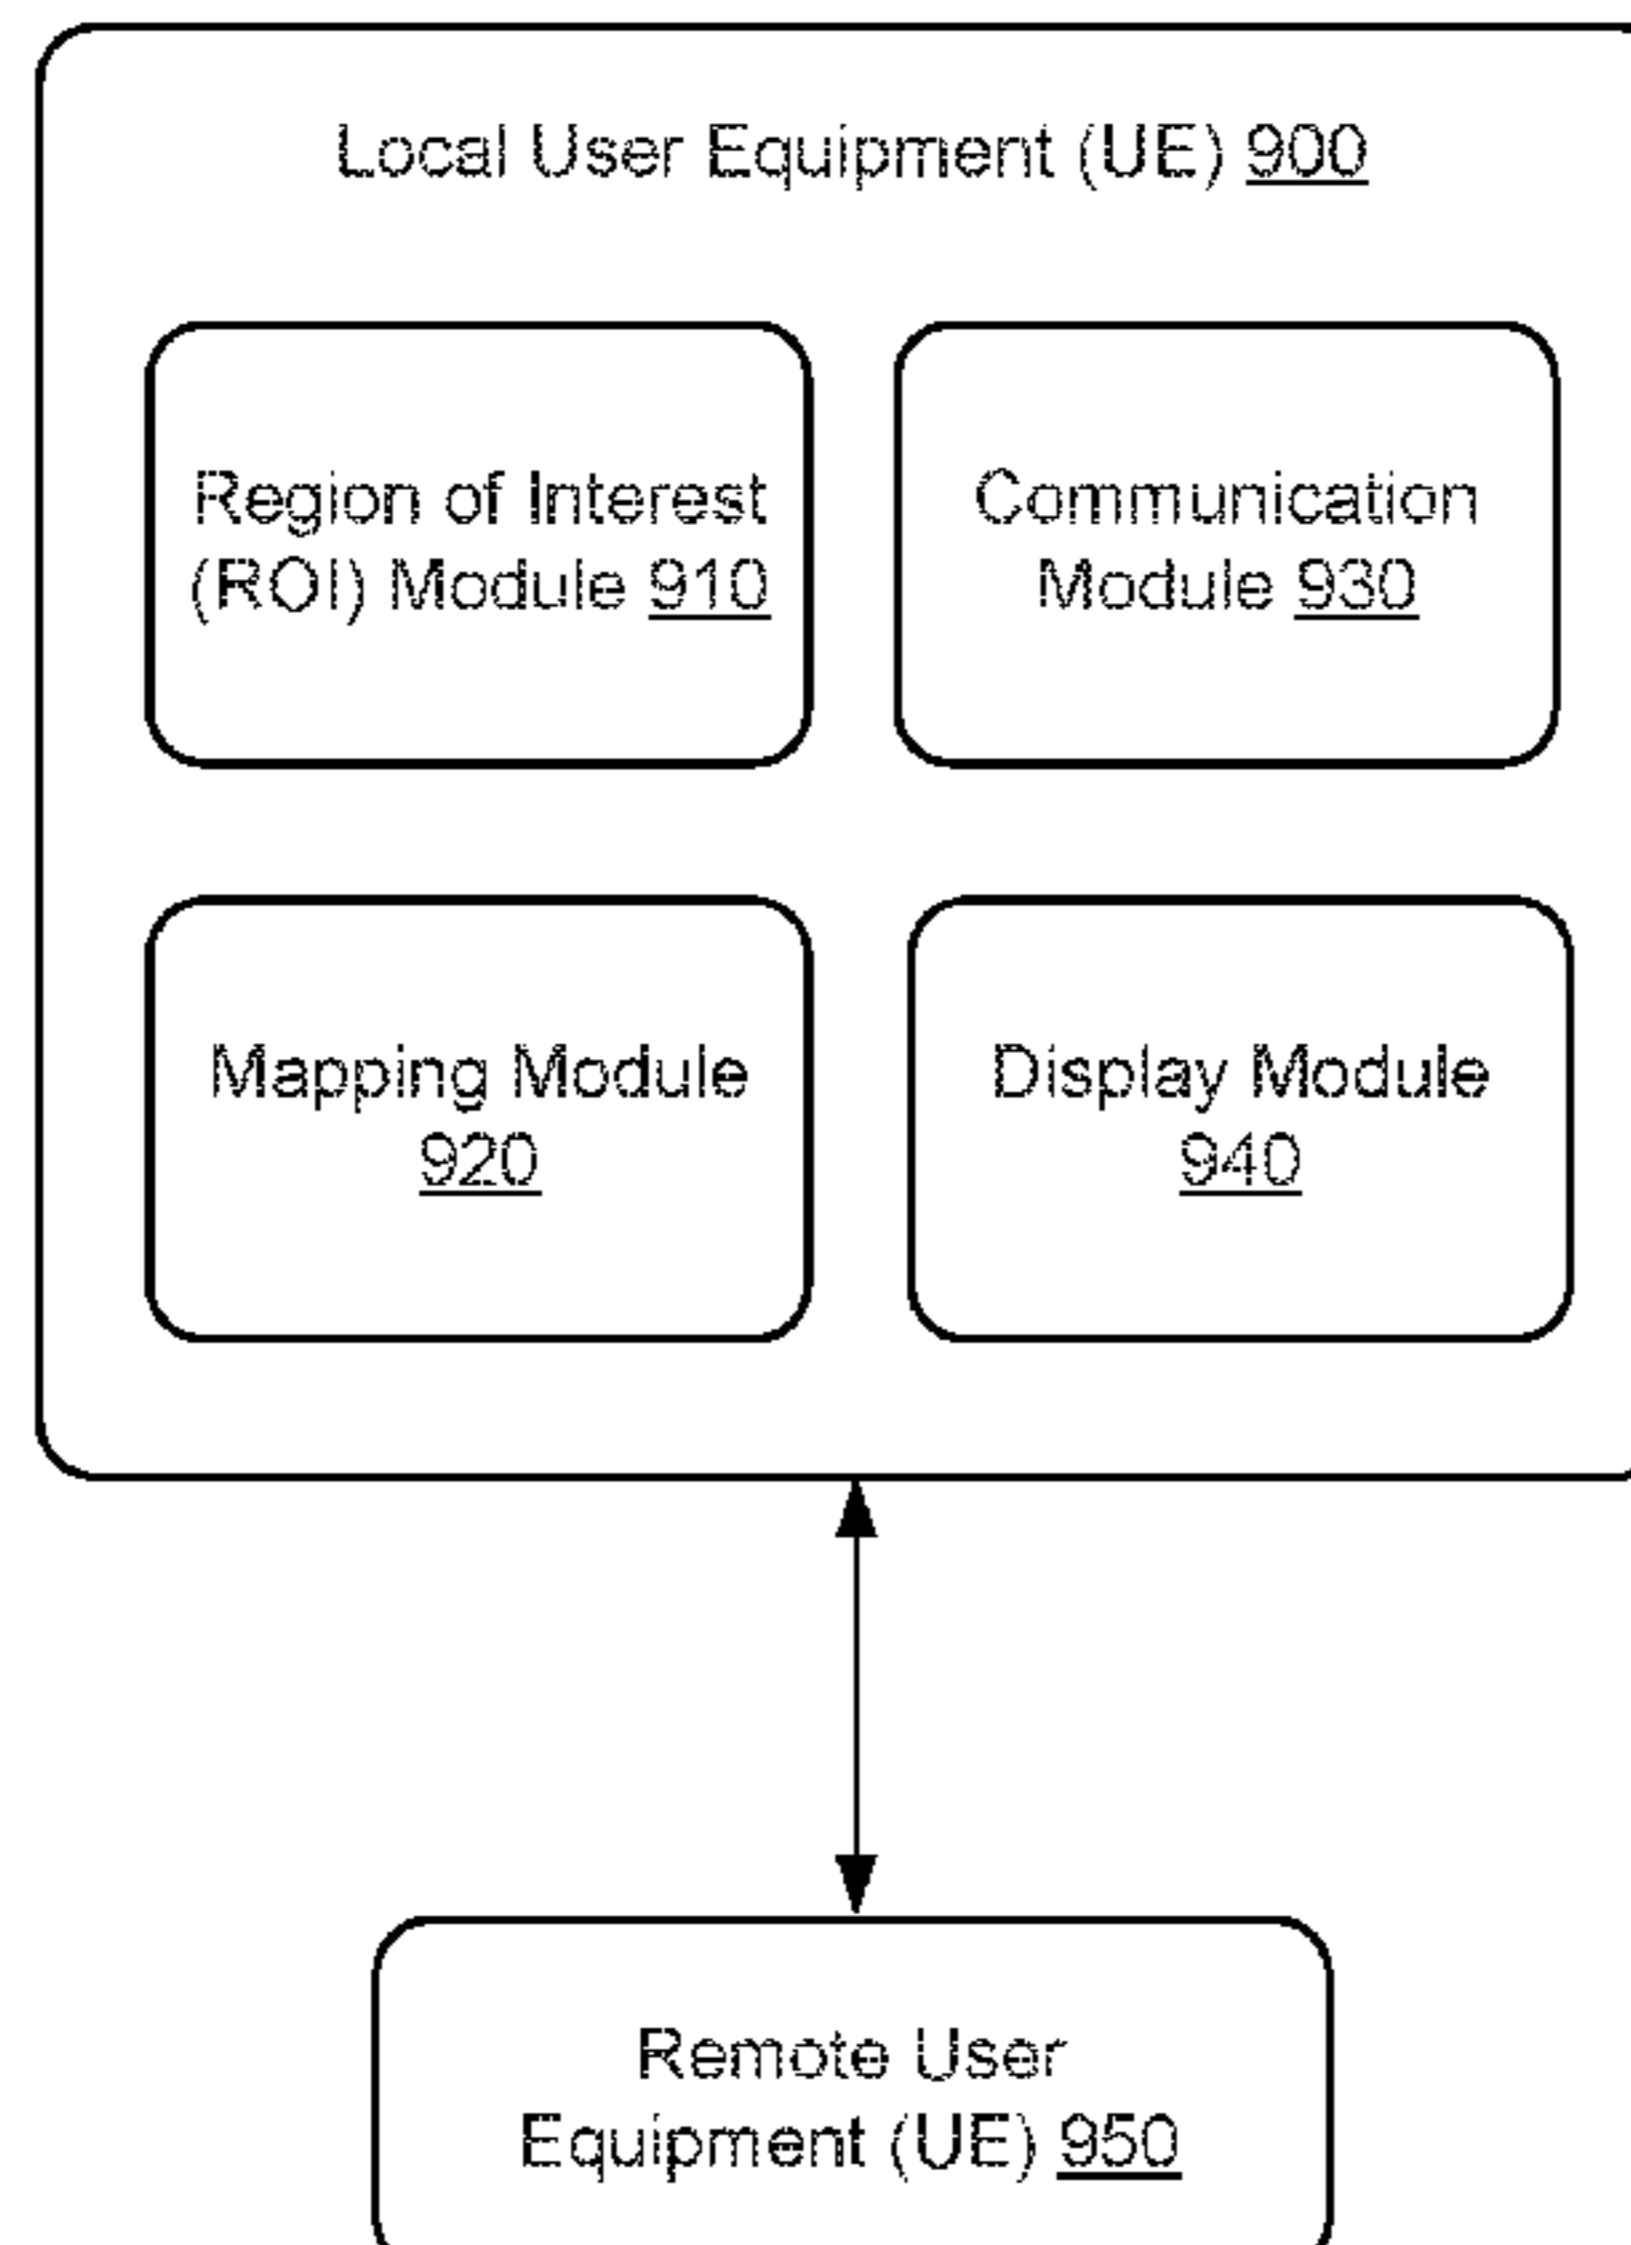 Local User Equipment (UE) 900
Region of Interest
(ROI) Module 910
Communication
Module 930
Mapping Module
920
Display Module
940
Remote User
Equipment (UE) 950